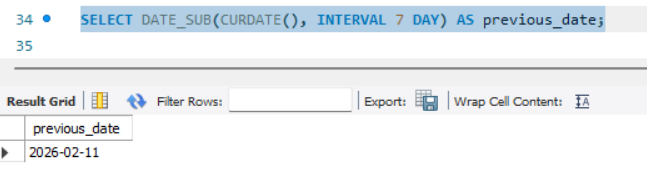 34 SELECT DATE_SUB(CURDATE(), INTERVAL 7 DAY) AS previous_date;
35
Result Grid Filter Rows: Export: Wrap Cell Content: IA
previous_date
2026-02-11